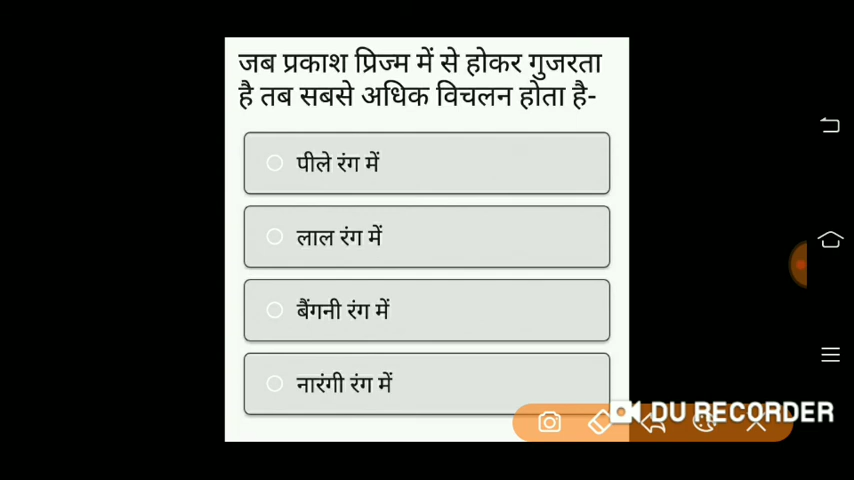 जब प्रकाश प्रिज्म में से होकर गुजरता
है तब सबसे अधिक विचलन होता है-
पीले रंग में
लाल रंग में
बैंगनी रंग में
नारंगी रंग में
DU RECORDER